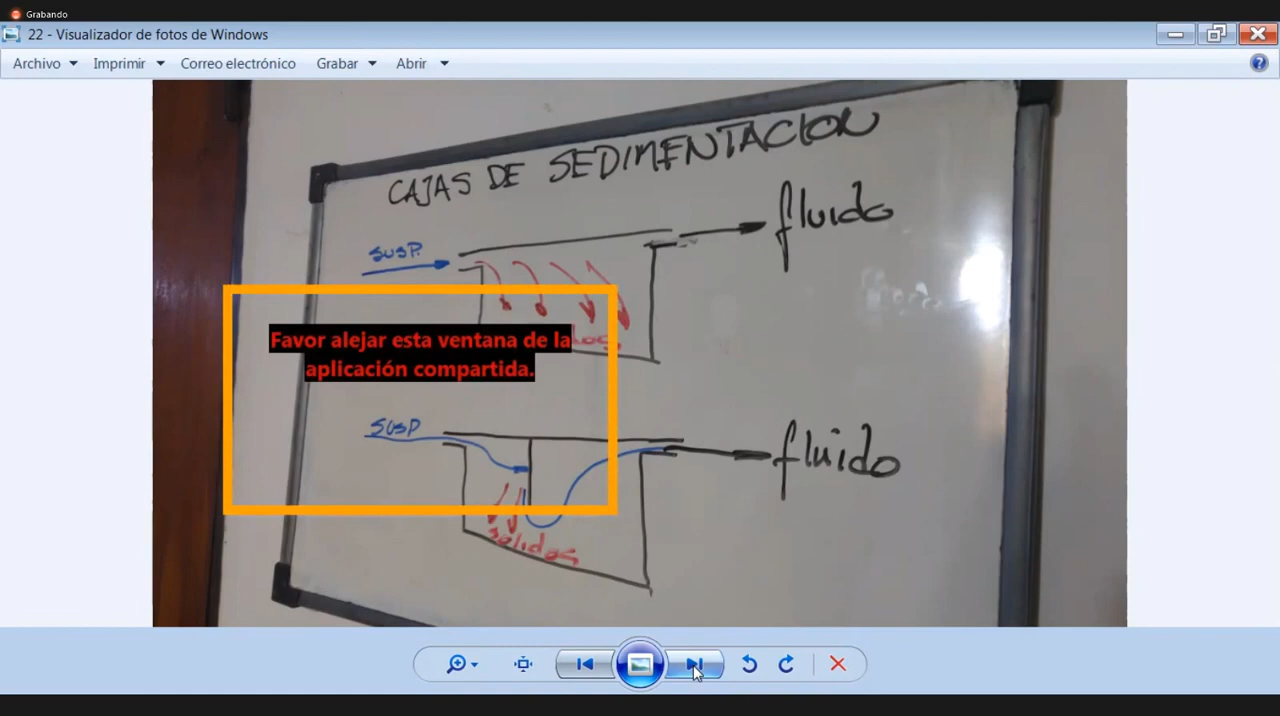 Grabando
22 - Visualizador de fotos de Windows
Archivo Imprimir Correo electrónico Grabar Abrir
CAJAS DE SEDIMENTACION
SUSP.
fluido
Favor alejar esta ventana de la
aplicación compartida.
SUSP
fluido
sólidos